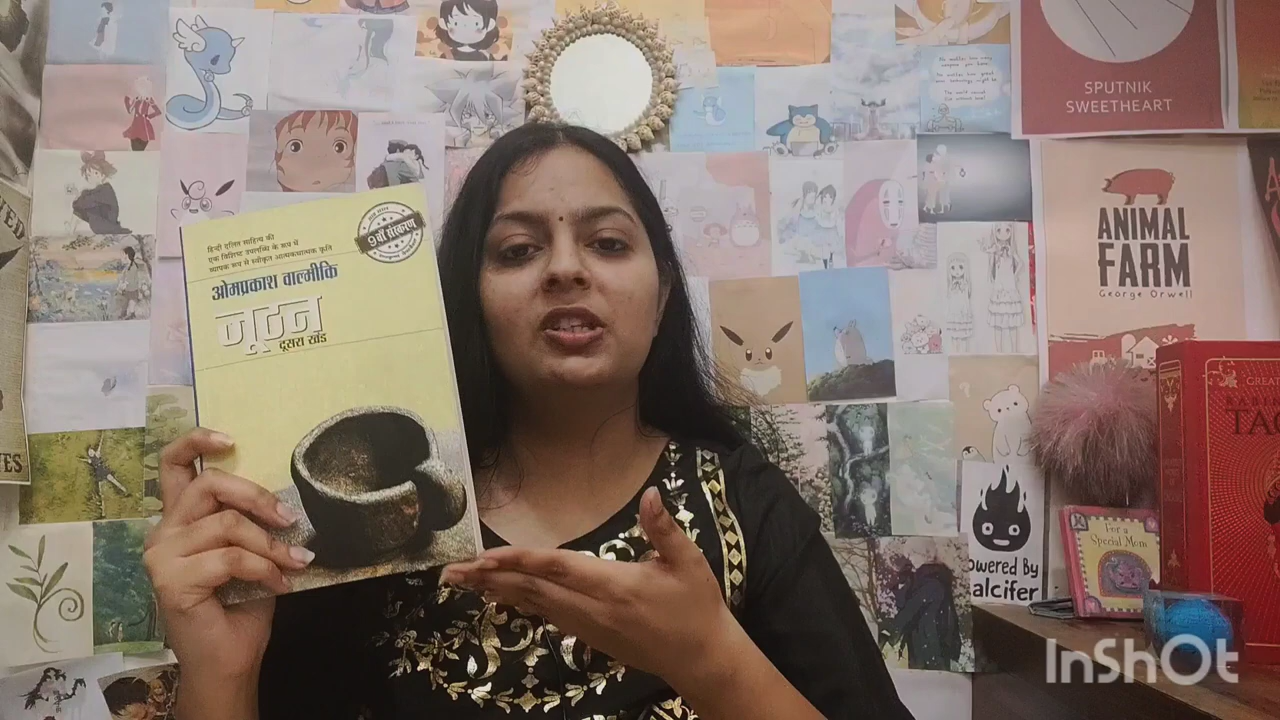 हिन्दी दलित साहित्य की
एक विशिष्ट उपलब्धि के रूप में
व्यापक रूप से स्वीकृत आत्मकथात्मक कृति
9वाँ संस्करण
ओमप्रकाश वाल्मीकि
जूठन
दूसरा खंड
SPUTNIK
SWEETHEART
ANIMAL
FARM
George Orwell
For a
Special Mom
owered By
alcifer
InShOt